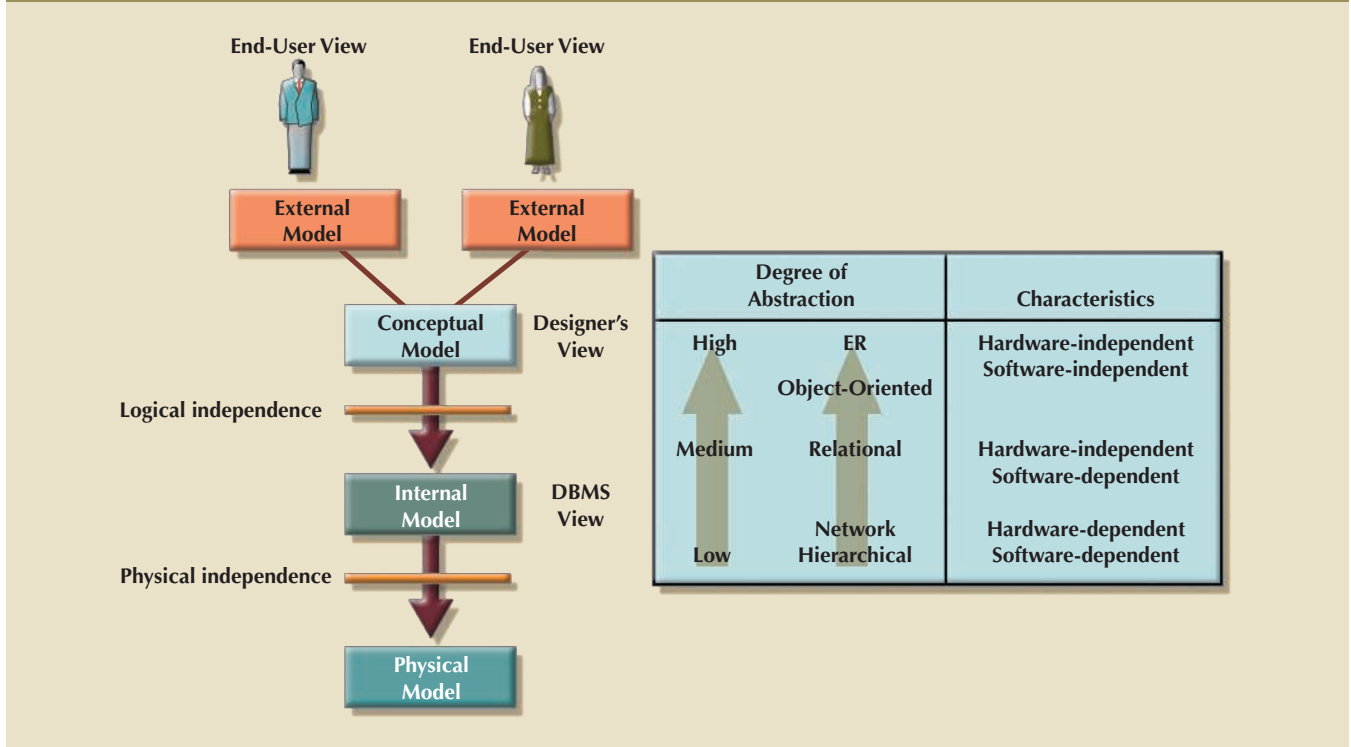 End-User View
End-User View
External
Model
External
Model
Conceptual
Model
Designer's
View
Logical independence
Internal
Model
DBMS
View
Physical independence
Physical
Model
Degree of
Abstraction
Characteristics
High
ER
Hardware-independent
Software-independent
Object-Oriented
Medium
Relational
Hardware-independent
Software-dependent
Low
Network
Hierarchical
Hardware-dependent
Software-dependent